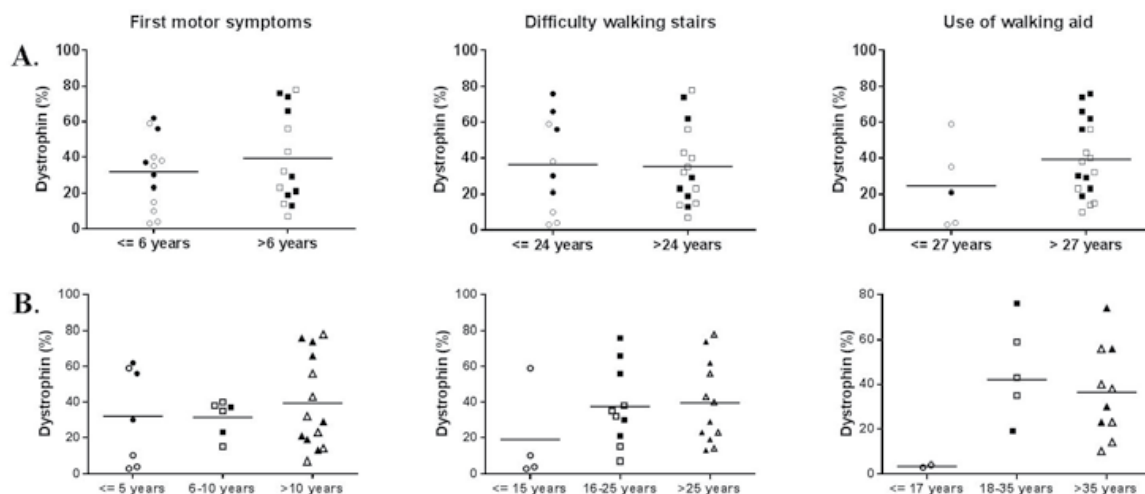 First motor symptoms Difficulty walking stairs Use of walking aid
A.
Dystrophin (%) Dystrophin (%) Dystrophin (%)
100 100 100
80 80 80
60 60 60
40 40 40
20 20 20
0 0 0
<= 6 years >6 years <= 24 years >24 years <= 27 years > 27 years
B.
Dystrophin (%) Dystrophin (%) Dystrophin (%)
100 100 80
80 80 60
60 60 40
40 40 20
20 20 0
0 0
<= 5 years 6-10 years >10 years <= 15 years 16-25 years >25 years <= 17 years 18-35 years >35 years